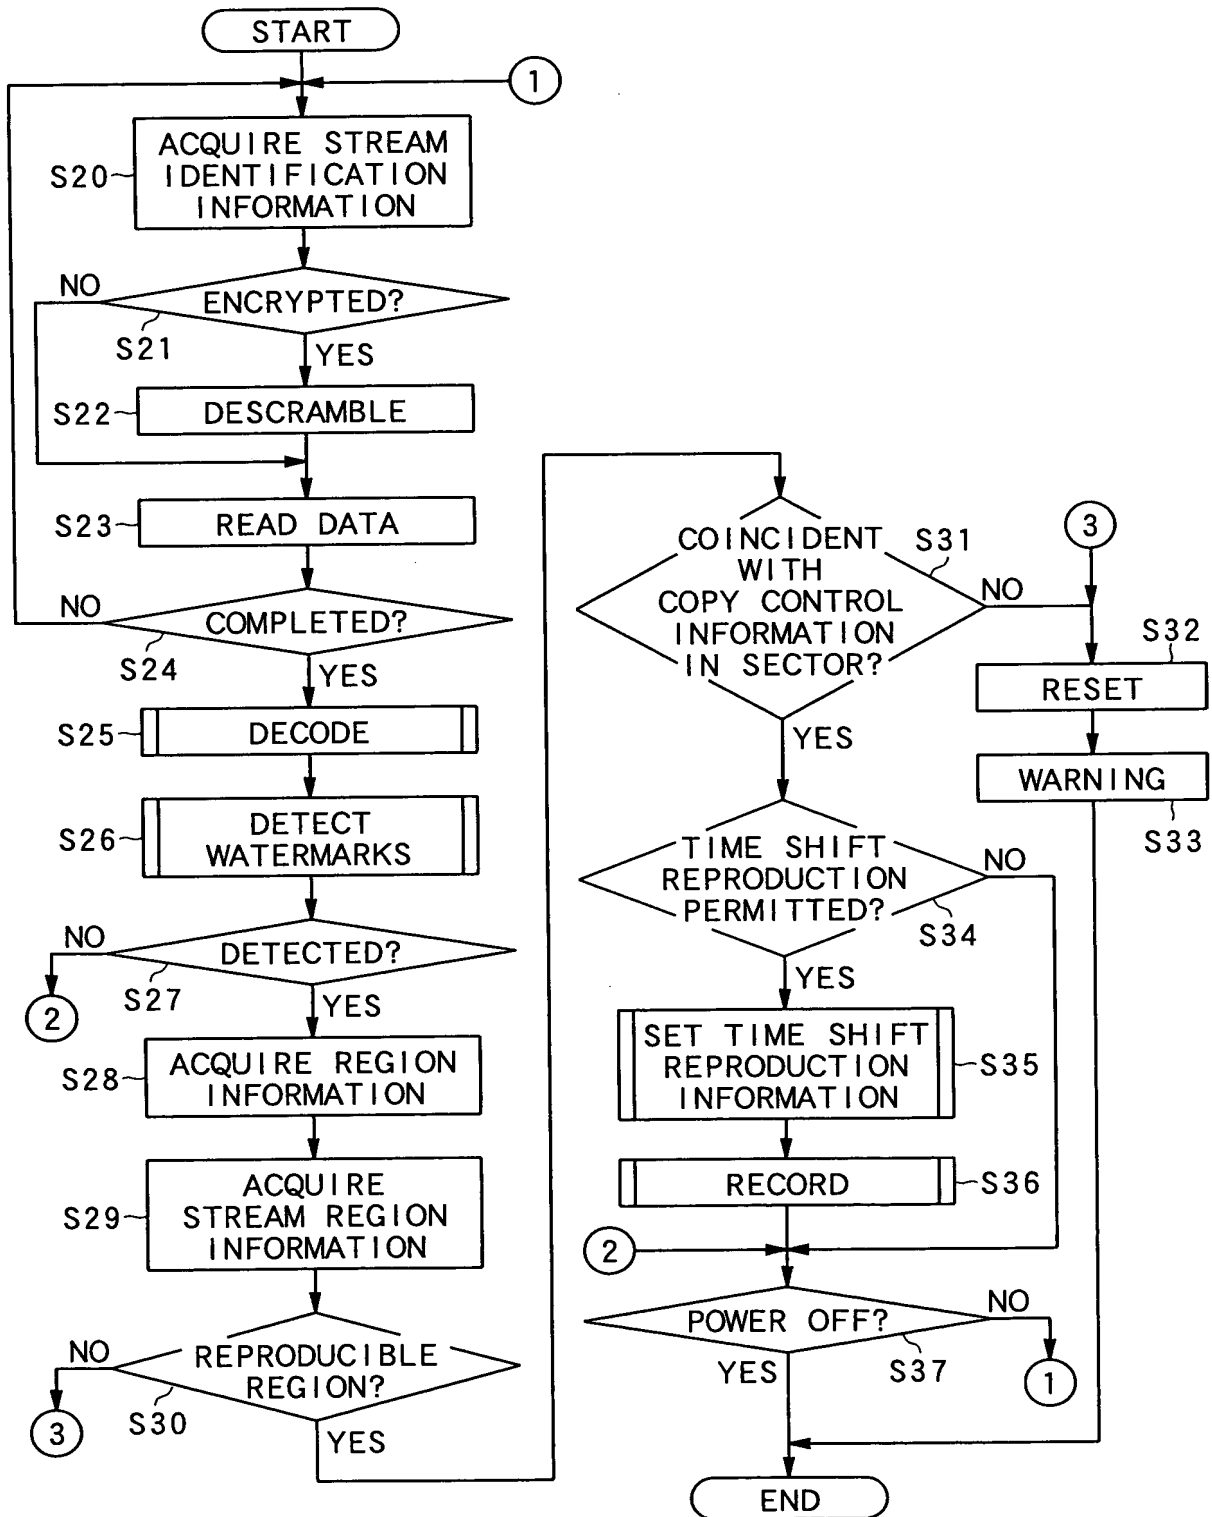 START
1
ACQUIRE STREAM
IDENTIFICATION
INFORMATION
S20
NO
ENCRYPTED?
S21
YES
S22
DESCRAMBLE
S23
READ DATA
NO
COMPLETED?
S24
YES
S25
DECODE
S26
DETECT
WATERMARKS
NO
DETECTED?
S27
2
YES
S28
ACQUIRE REGION
INFORMATION
S29
ACQUIRE
STREAM REGION
INFORMATION
NO
REPRODUCIBLE
REGION?
S30
3
YES
COINCIDENT
WITH
COPY CONTROL
INFORMATION
IN SECTOR?
S31
NO
3
S32
RESET
YES
WARNING
S33
TIME SHIFT
REPRODUCTION
PERMITTED?
NO
S34
YES
SET TIME SHIFT
REPRODUCTION
INFORMATION
S35
RECORD
S36
2
POWER OFF?
NO
S37
YES
1
END